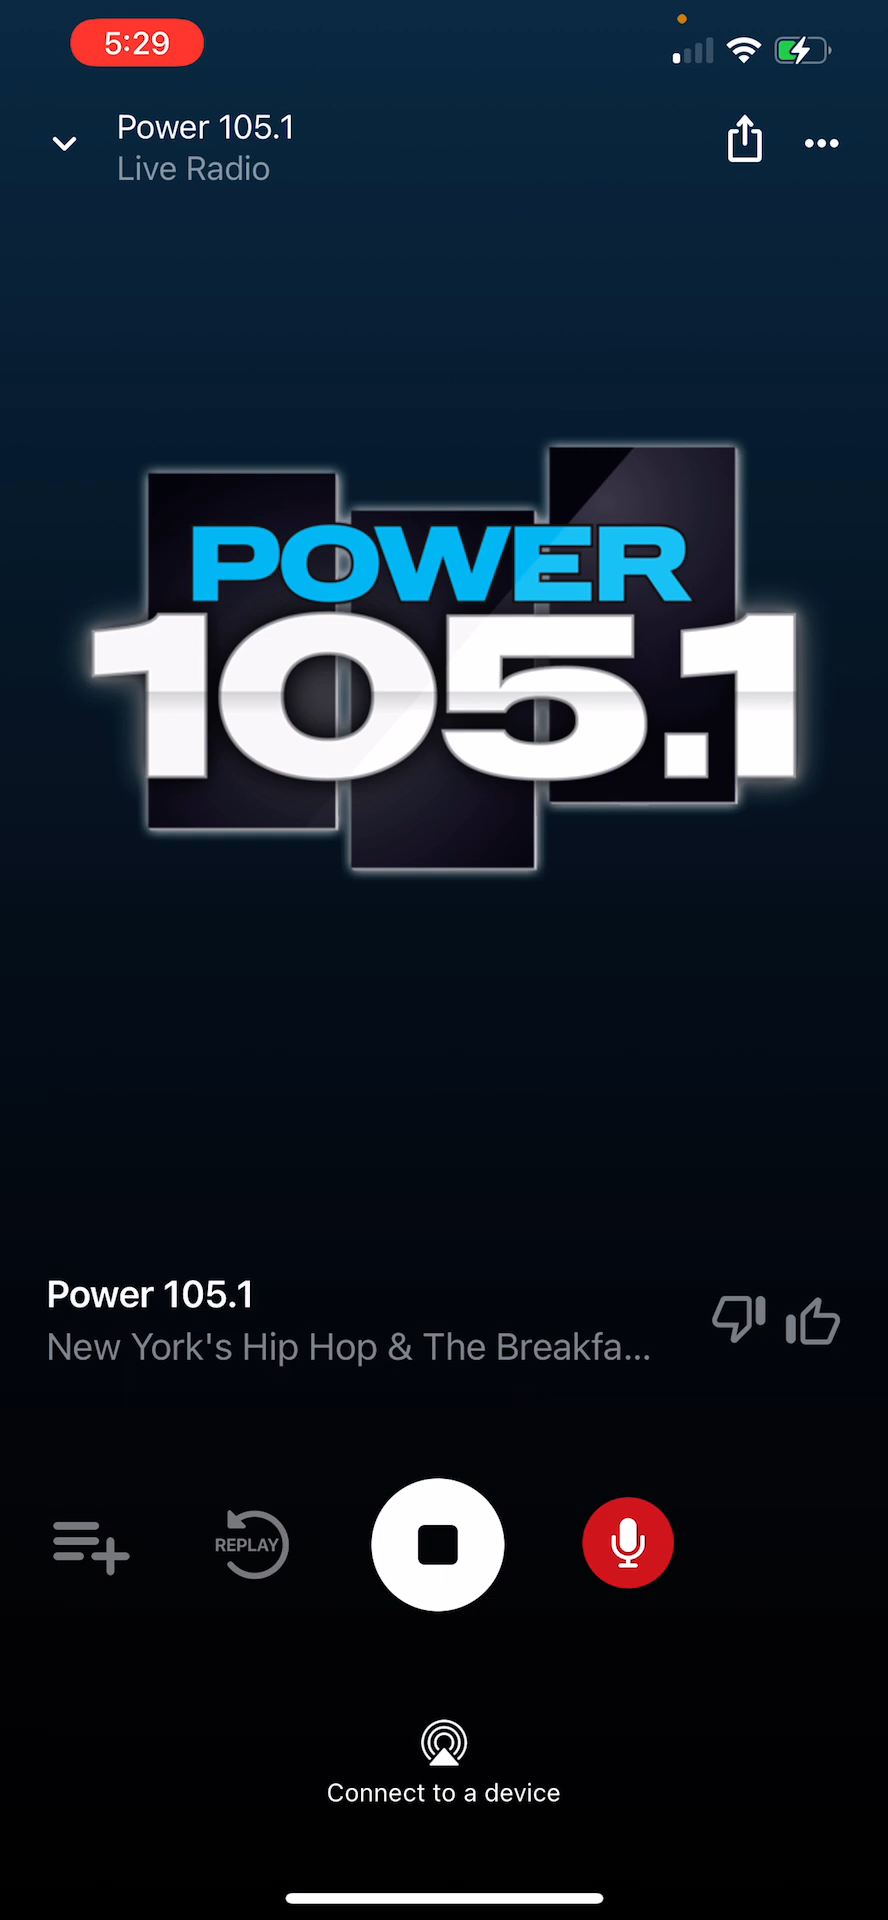 5:29
Power 105.1
Live Radio
POWER
105.1
Power 105.1
New York's Hip Hop & The Breakfa...
REPLAY
Connect to a device